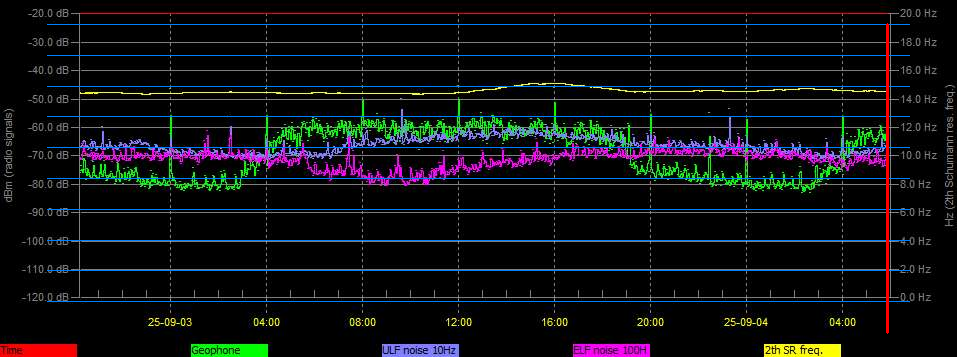 -20.0 dB
20.0 Hz
-30.0 dB
18.0 Hz
-40.0 dB
16.0 Hz
-50.0 dB
14.0 Hz
-60.0 dB
12.0 Hz
-70.0 dB
10.0 Hz
-80.0 dB
8.0 Hz
-90.0 dB
6.0 Hz
-100.0 dB
4.0 Hz
-110.0 dB
2.0 Hz
-120.0 dB
0.0 Hz
dBm (radio signals)
Hz (2th Schumann res. freq.)
25-09-03 04:00 08:00 12:00 16:00 20:00 25-09-04 04:00
Time Geophone ULF noise 10Hz ELF noise 100H 2th SR freq.